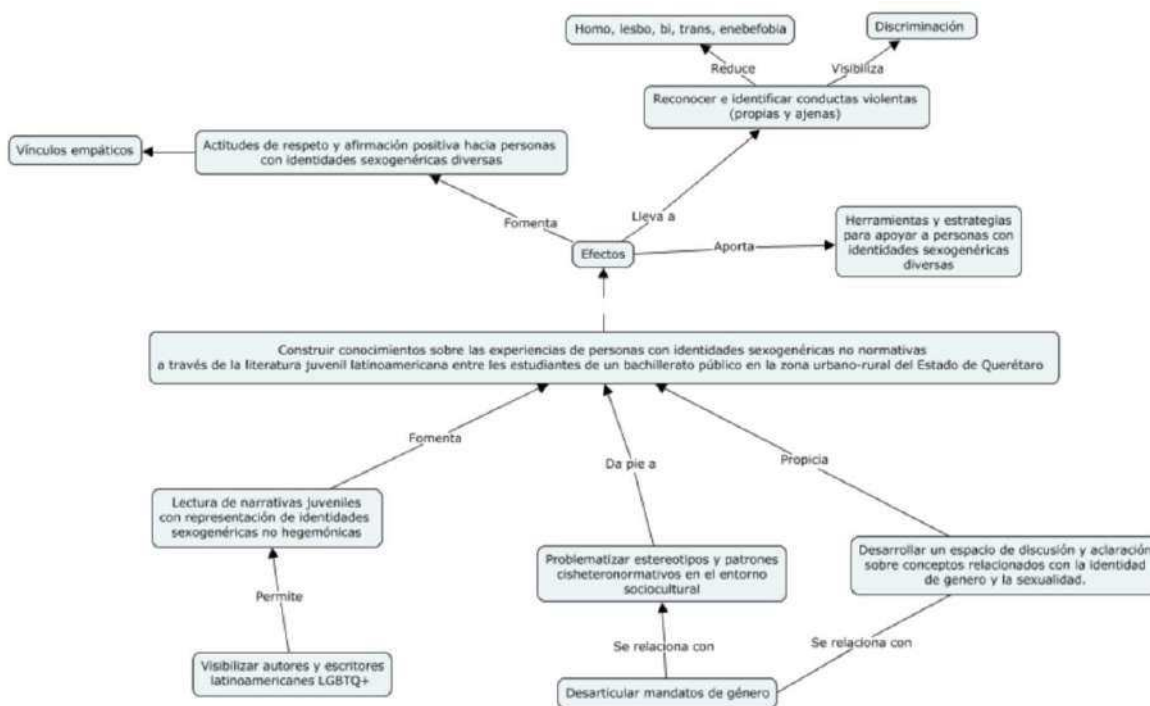 Homo, lesbo, bi, trans, enebefobia
Discriminación
Reduce
Visibiliza
Reconocer e identificar conductas violentas
(propias y ajenas)
Vínculos empáticos
Actitudes de respeto y afirmación positiva hacia personas
con identidades sexogenéricas diversas
Fomenta
Lleva a
Herramientas y estrategias
para apoyar a personas con
identidades sexogenéricas
diversas
Aporta
Efectos
Construir conocimientos sobre las experiencias de personas con identidades sexogenéricas no normativas
a través de la literatura juvenil latinoamericana entre les estudiantes de un bachillerato público en la zona urbano-rural del Estado de Querétaro
Fomenta
Da pie a
Propicia
Lectura de narrativas juveniles
con representación de identidades
sexogenéricas no hegemónicas
Problematizar estereotipos y patrones
cisheteronormativos en el entorno
sociocultural
Desarrollar un espacio de discusión y aclaración
sobre conceptos relacionados con la identidad
de genero y la sexualidad.
Permite
Se relaciona con
Se relaciona con
Visibilizar autores y escritores
latinoamericanes LGBTQ+
Desarticular mandatos de género